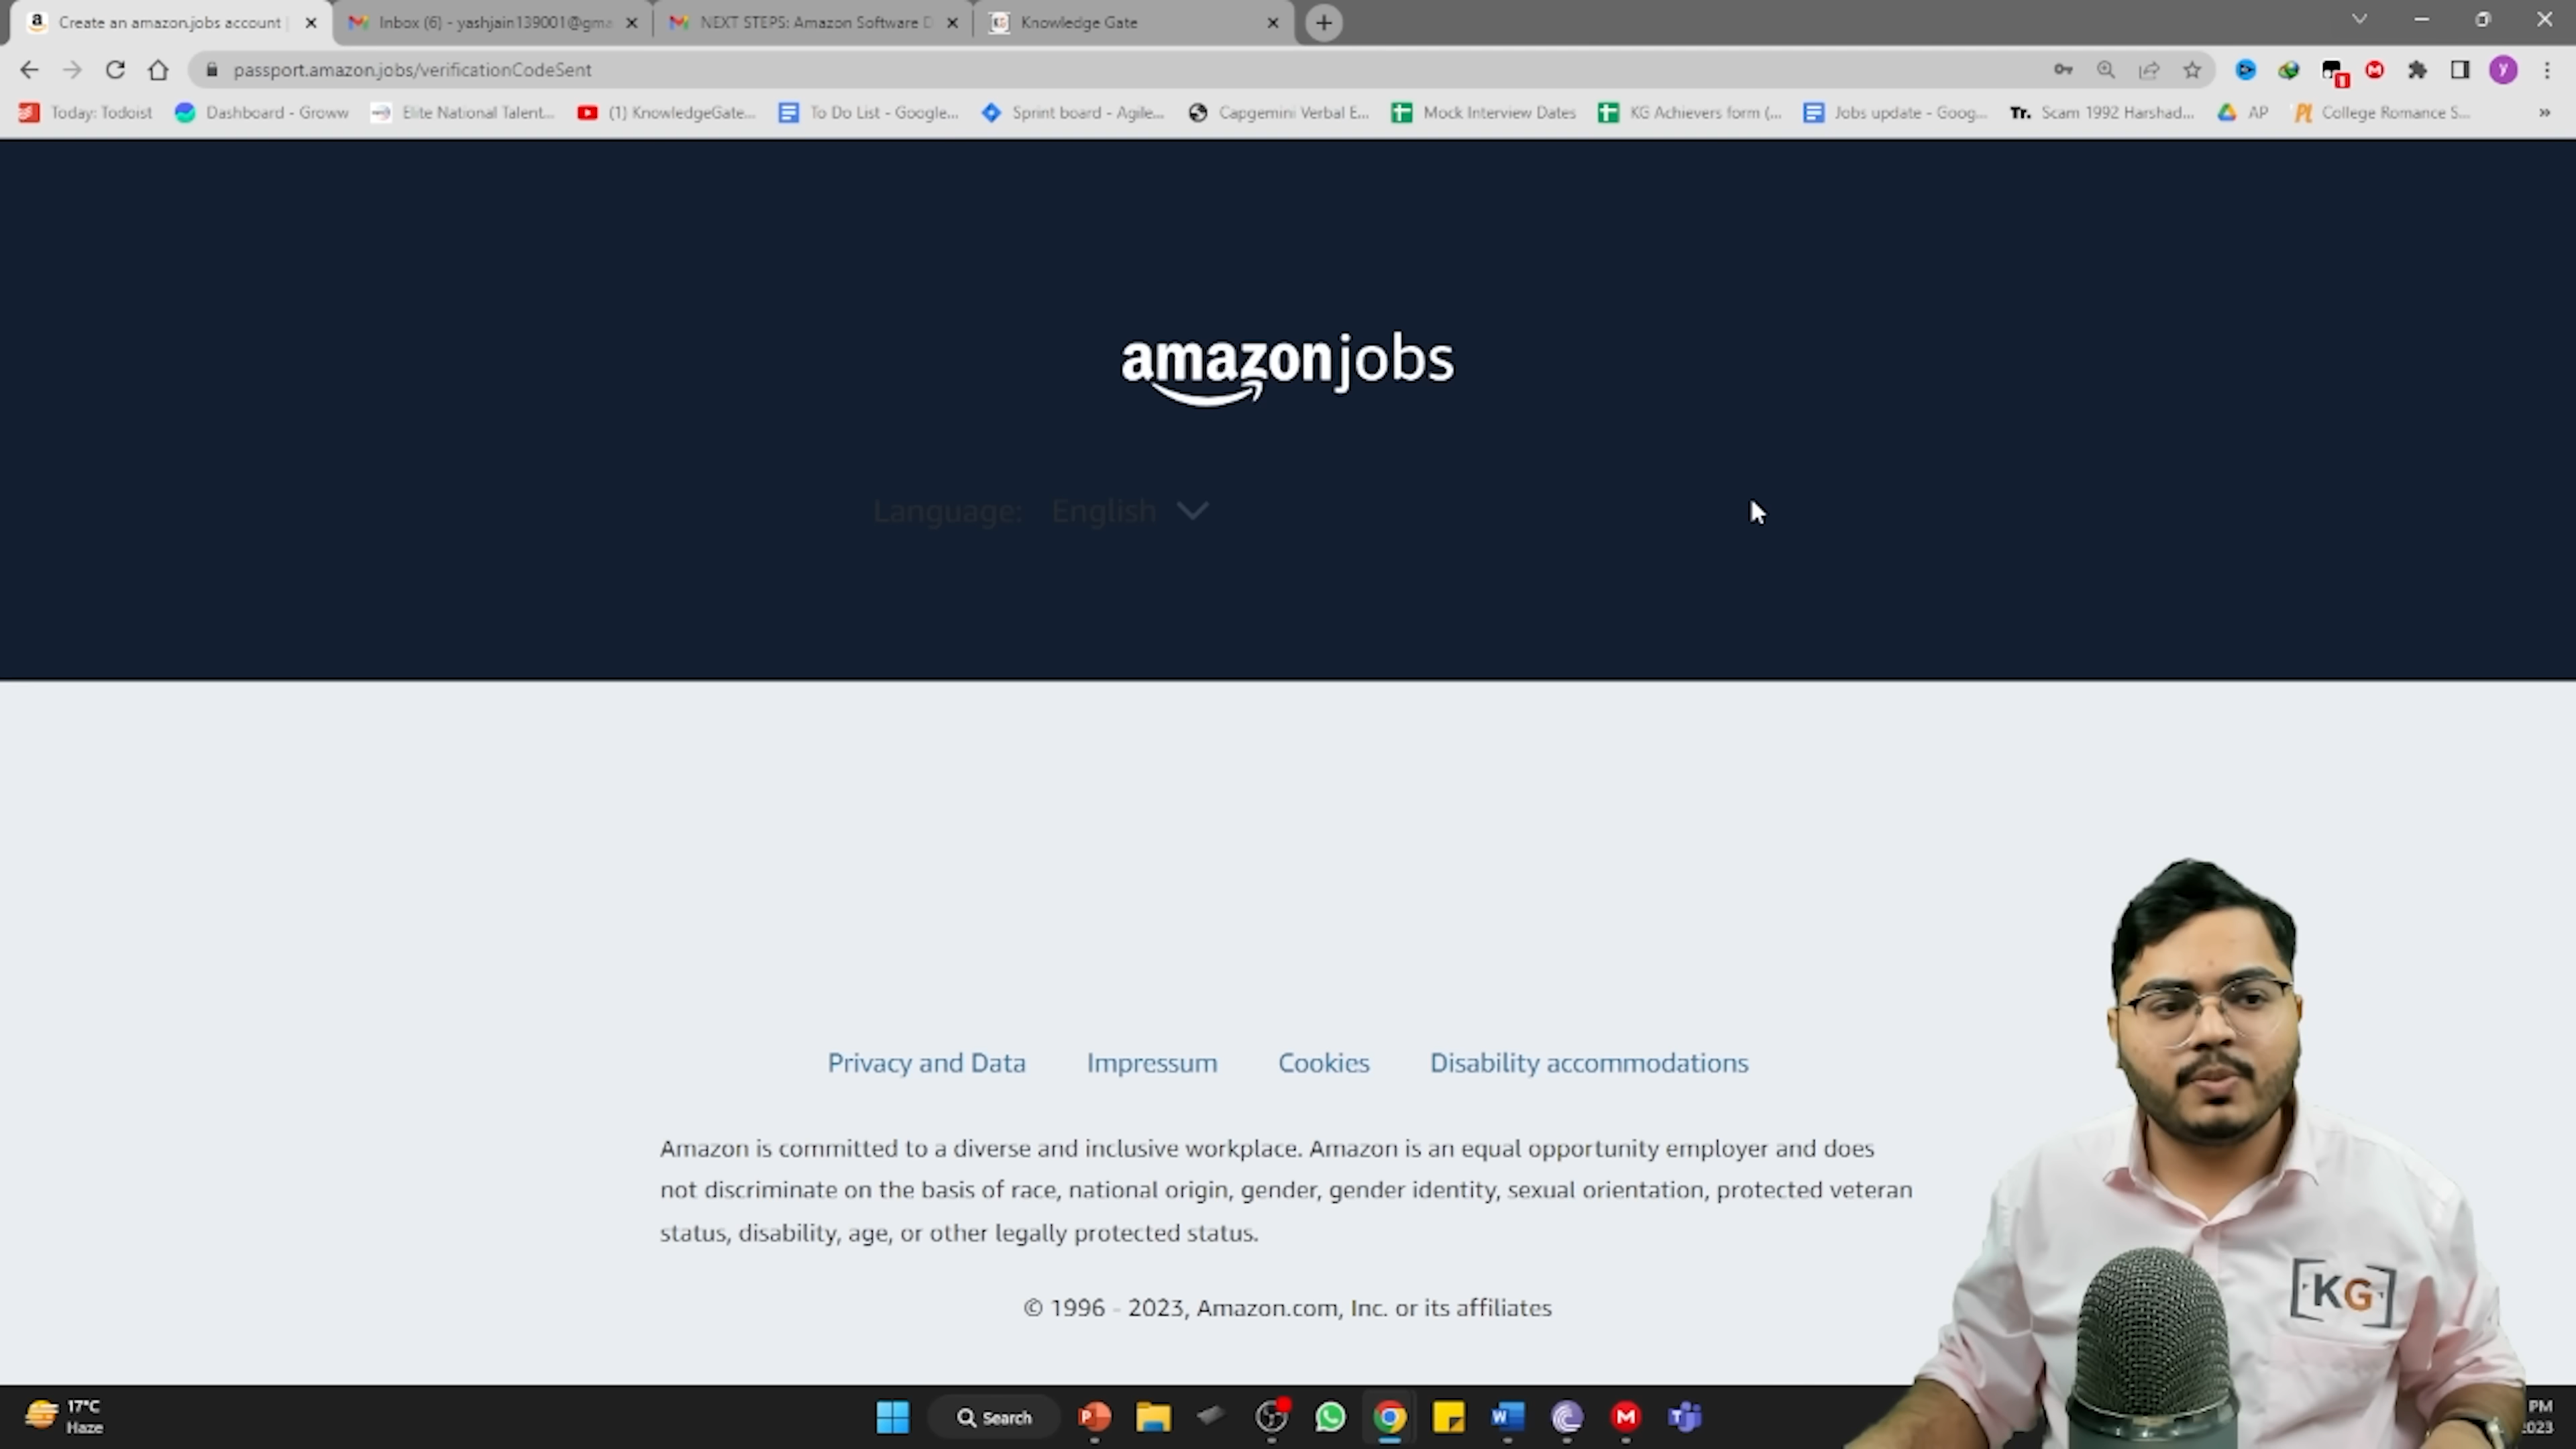 Create an amazon.jobs account |
Inbox (6) - yashjain139001@gma
NEXT STEPS: Amazon Software D
Knowledge Gate
passport.amazon.jobs/verificationCodeSent
y
Today: Todoist
Dashboard - Groww
Elite National Talent...
(1) KnowledgeGate...
To Do List - Google...
Sprint board - Agile...
Capgemini Verbal E...
Mock Interview Dates
KG Achievers form (...
Jobs update - Goog...
Tr. Scam 1992 Harshad...
AP
College Romance S...
»
amazonjobs
Language: English
Privacy and Data Impressum Cookies Disability accommodations
Amazon is committed to a diverse and inclusive workplace. Amazon is an equal opportunity employer and does
not discriminate on the basis of race, national origin, gender, gender identity, sexual orientation, protected veteran
status, disability, age, or other legally protected status.
© 1996 - 2023, Amazon.com, Inc. or its affiliates
KG
17°C
Haze
Search
PM
2023